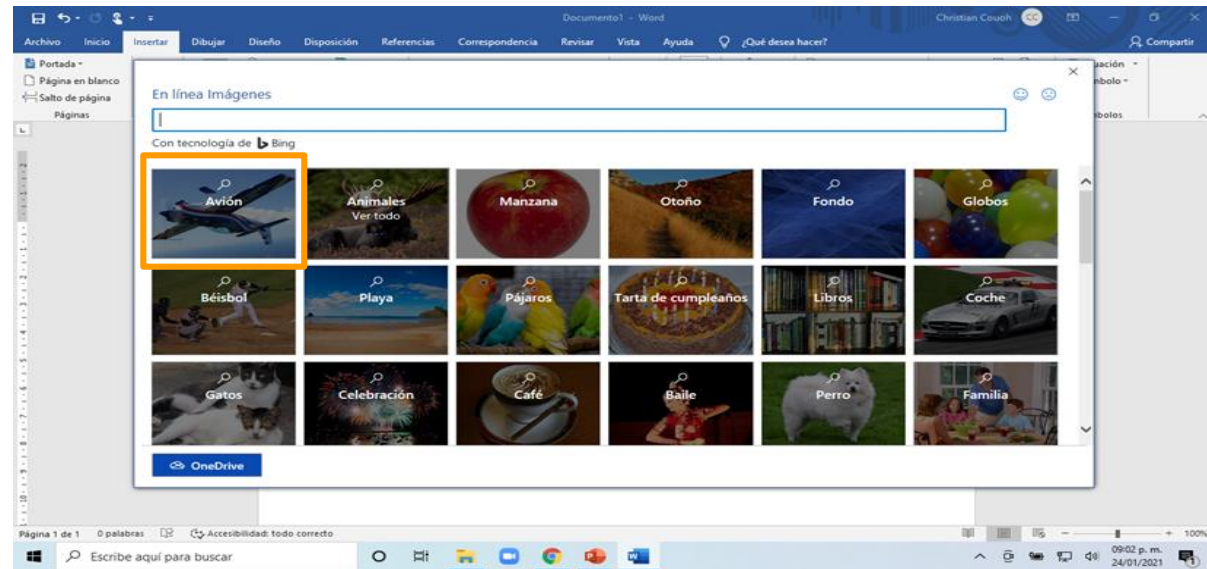 Documento1 - Word
Christian Couoh CC
Archivo Inicio Insertar Dibujar Diseño Disposición Referencias Correspondencia Revisar Vista Ayuda ¿Qué desea hacer? Compartir
Portada
Página en blanco
Salto de página
Páginas
En línea Imágenes
Con tecnología de Bing
Avión
Animales
Ver todo
Manzana
Otoño
Fondo
Globos
Béisbol
Playa
Pájaros
Tarta de cumpleaños
Libros
Coche
Gatos
Celebración
Café
Baile
Perro
Familia
OneDrive
Página 1 de 1 0 palabras Accesibilidad: todo correcto 100%
Escribe aquí para buscar
09:02 p. m.
24/01/2021